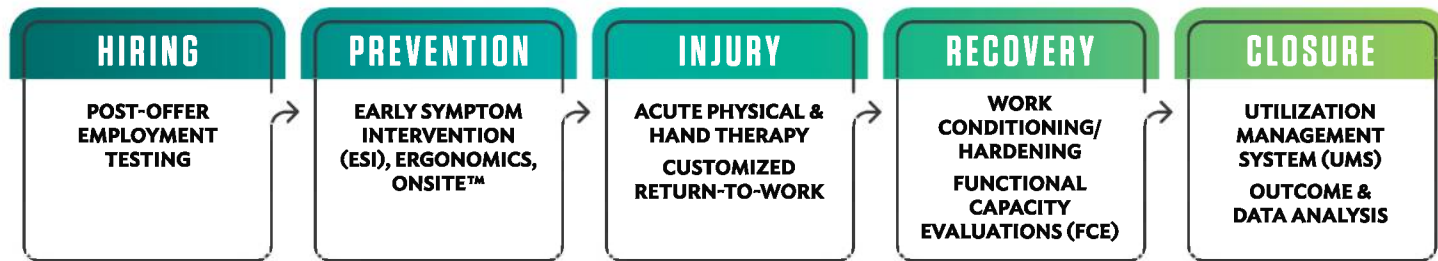 HIRING
POST-OFFER
EMPLOYMENT
TESTING
PREVENTION
EARLY SYMPTOM
INTERVENTION
(ESI), ERGONOMICS,
ONSITE™
INJURY
ACUTE PHYSICAL &
HAND THERAPY
CUSTOMIZED
RETURN-TO-WORK
RECOVERY
WORK
CONDITIONING/
HARDENING
FUNCTIONAL
CAPACITY
EVALUATIONS (FCE)
CLOSURE
UTILIZATION
MANAGEMENT
SYSTEM (UMS)
OUTCOME &
DATA ANALYSIS